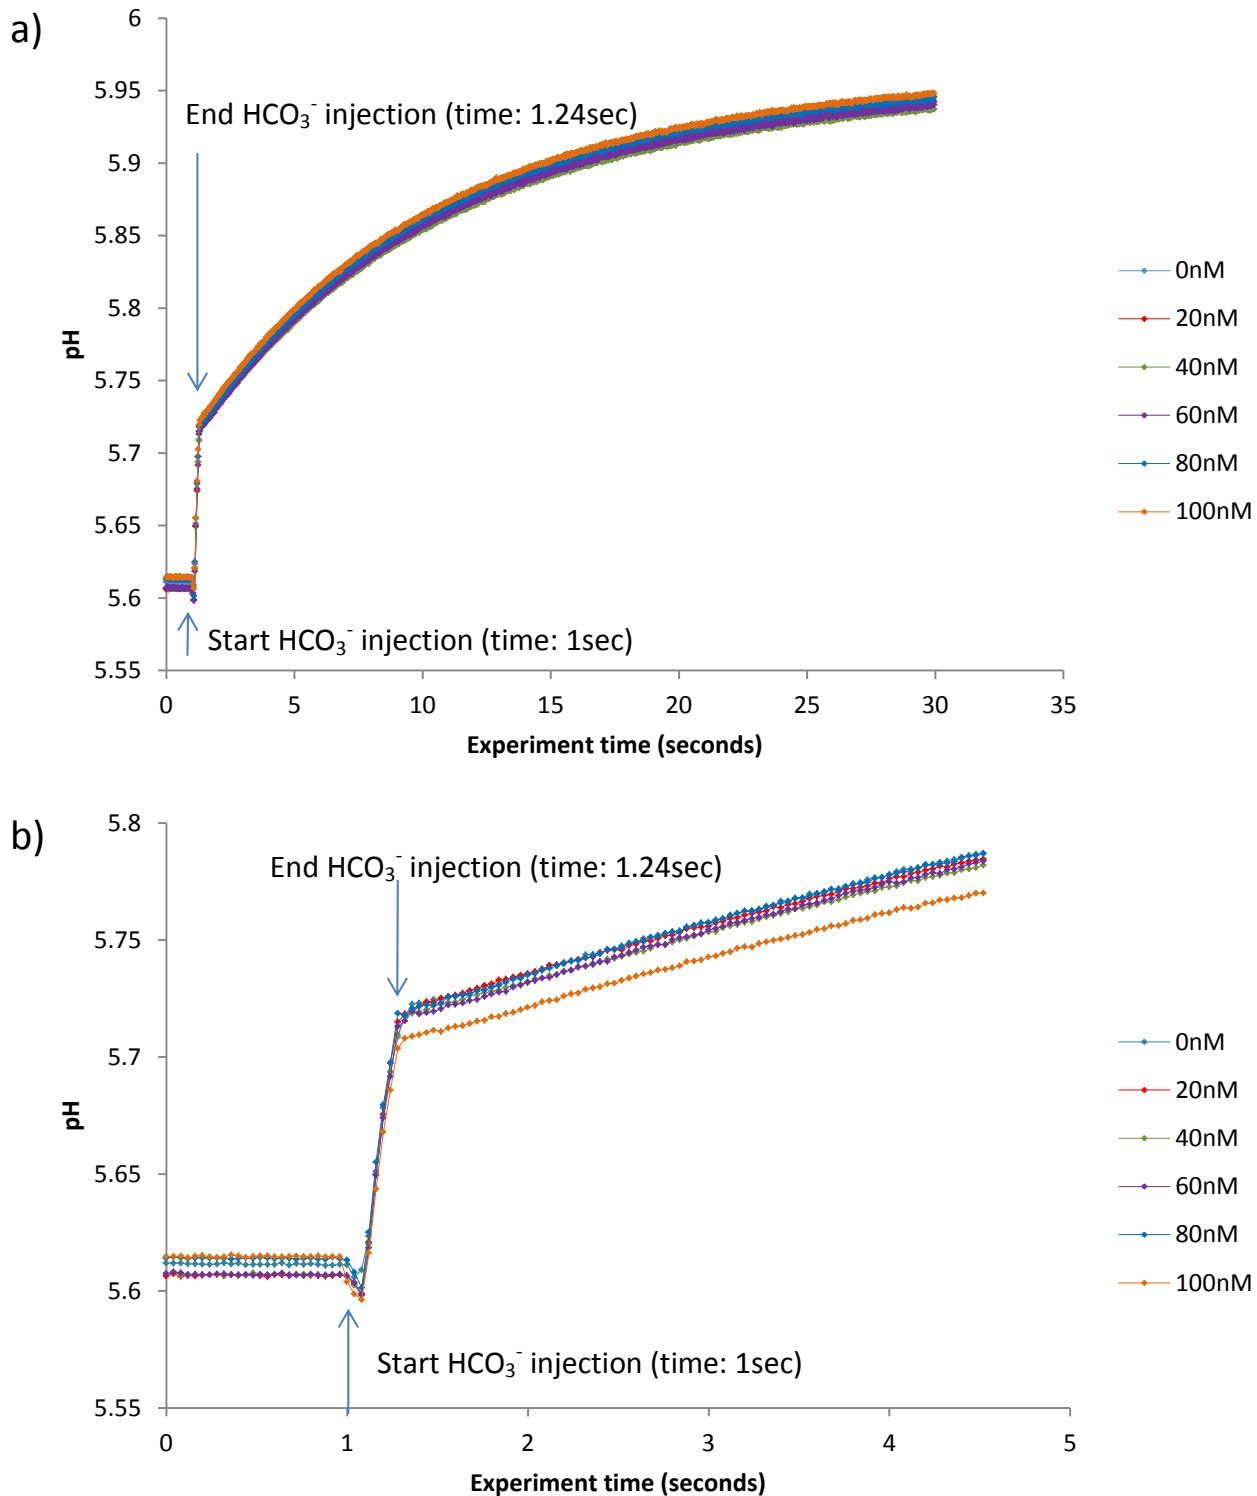 a)
6
5.95
5.9
5.85
5.8
5.75
5.7
5.65
5.6
5.55
pH
End HCO₃⁻ injection (time: 1.24sec)
Start HCO₃⁻ injection (time: 1sec)
0 5 10 15 20 25 30 35
Experiment time (seconds)
0nM
20nM
40nM
60nM
80nM
100nM
b)
5.8
5.75
5.7
5.65
5.6
5.55
pH
End HCO₃⁻ injection (time: 1.24sec)
Start HCO₃⁻ injection (time: 1sec)
0 1 2 3 4 5
Experiment time (seconds)
0nM
20nM
40nM
60nM
80nM
100nM